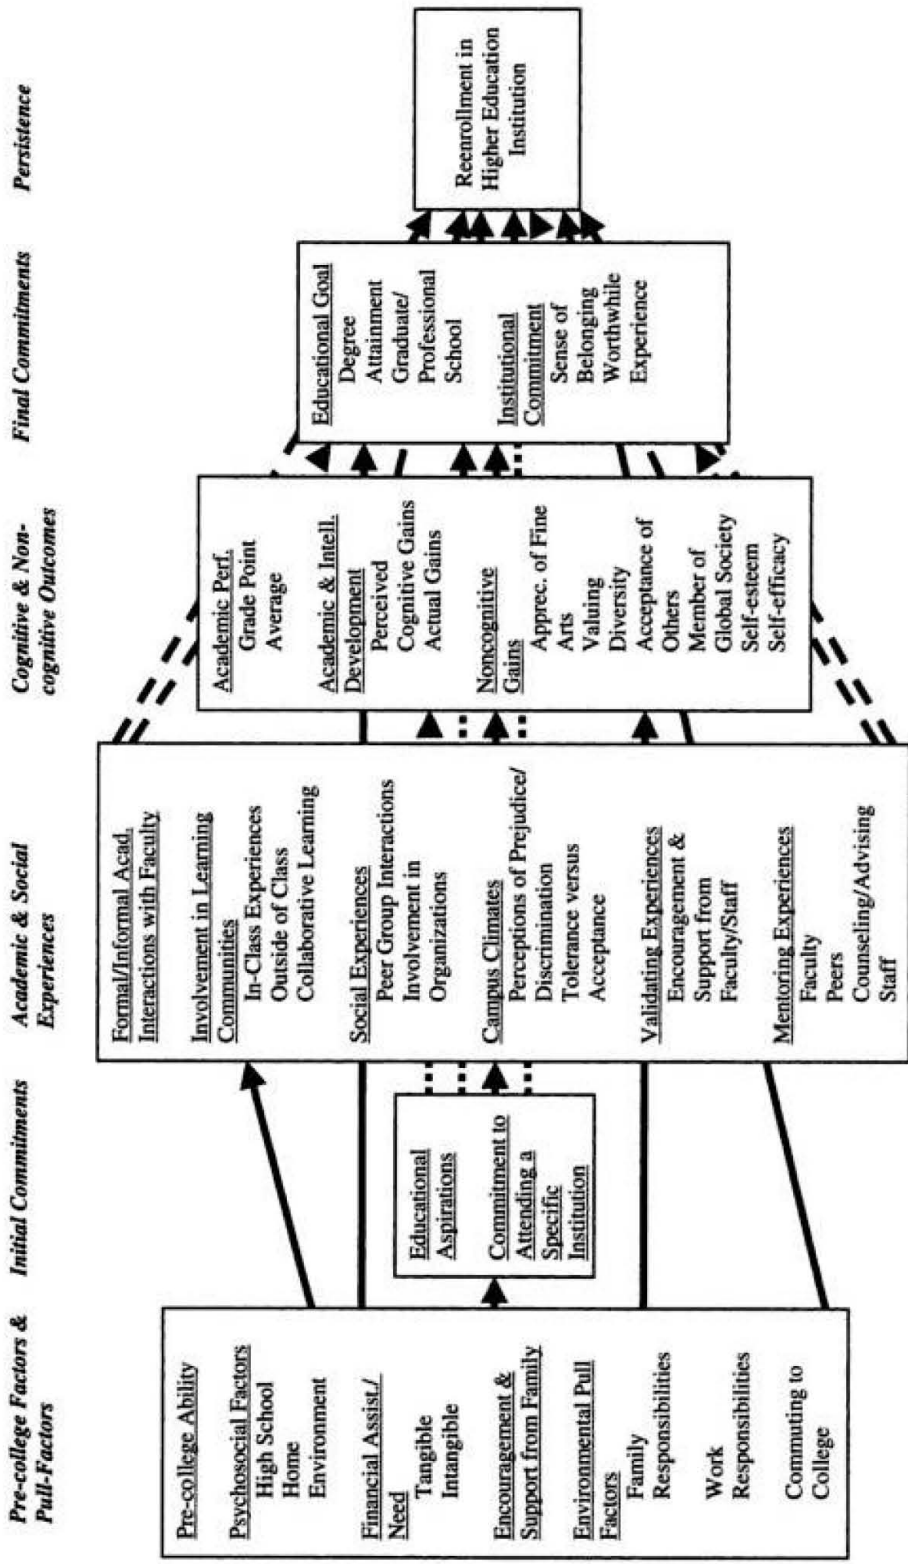 Pre-college Factors &
Pull-Factors
Pre-college Ability
Psychosocial Factors
High School
Home
Environment
Financial Assist./
Need
Tangible
Intangible
Encouragement &
Support from Family
Environmental Pull
Factors
Family
Responsibilities
Work
Responsibilities
Commuting to
College
Initial Commitments
Educational
Aspirations
Commitment to
Attending a
Specific
Institution
Academic & Social
Experiences
Formal/Informal Acad.
Interactions with Faculty
Involvement in Learning
Communities
In-Class Experiences
Outside of Class
Collaborative Learning
Social Experiences
Peer Group Interactions
Involvement in
Organizations
Campus Climates
Perceptions of Prejudice/
Discrimination
Tolerance versus
Acceptance
Validating Experiences
Encouragement &
Support from
Faculty/Staff
Mentoring Experiences
Faculty
Peers
Counseling/Advising
Staff
Cognitive & Non-
cognitive Outcomes
Academic Perf.
Grade Point
Average
Academic & Intell.
Development
Perceived
Cognitive Gains
Actual Gains
Noncognitive
Gains
Apprec. of Fine
Arts
Valuing
Diversity
Acceptance of
Others
Member of
Global Society
Self-esteem
Self-efficacy
Final Commitments
Educational Goal
Degree
Attainment
Graduate/
Professional
School
Institutional
Commitment
Sense of
Belonging
Worthwhile
Experience
Persistence
Reenrollment in
Higher Education
Institution